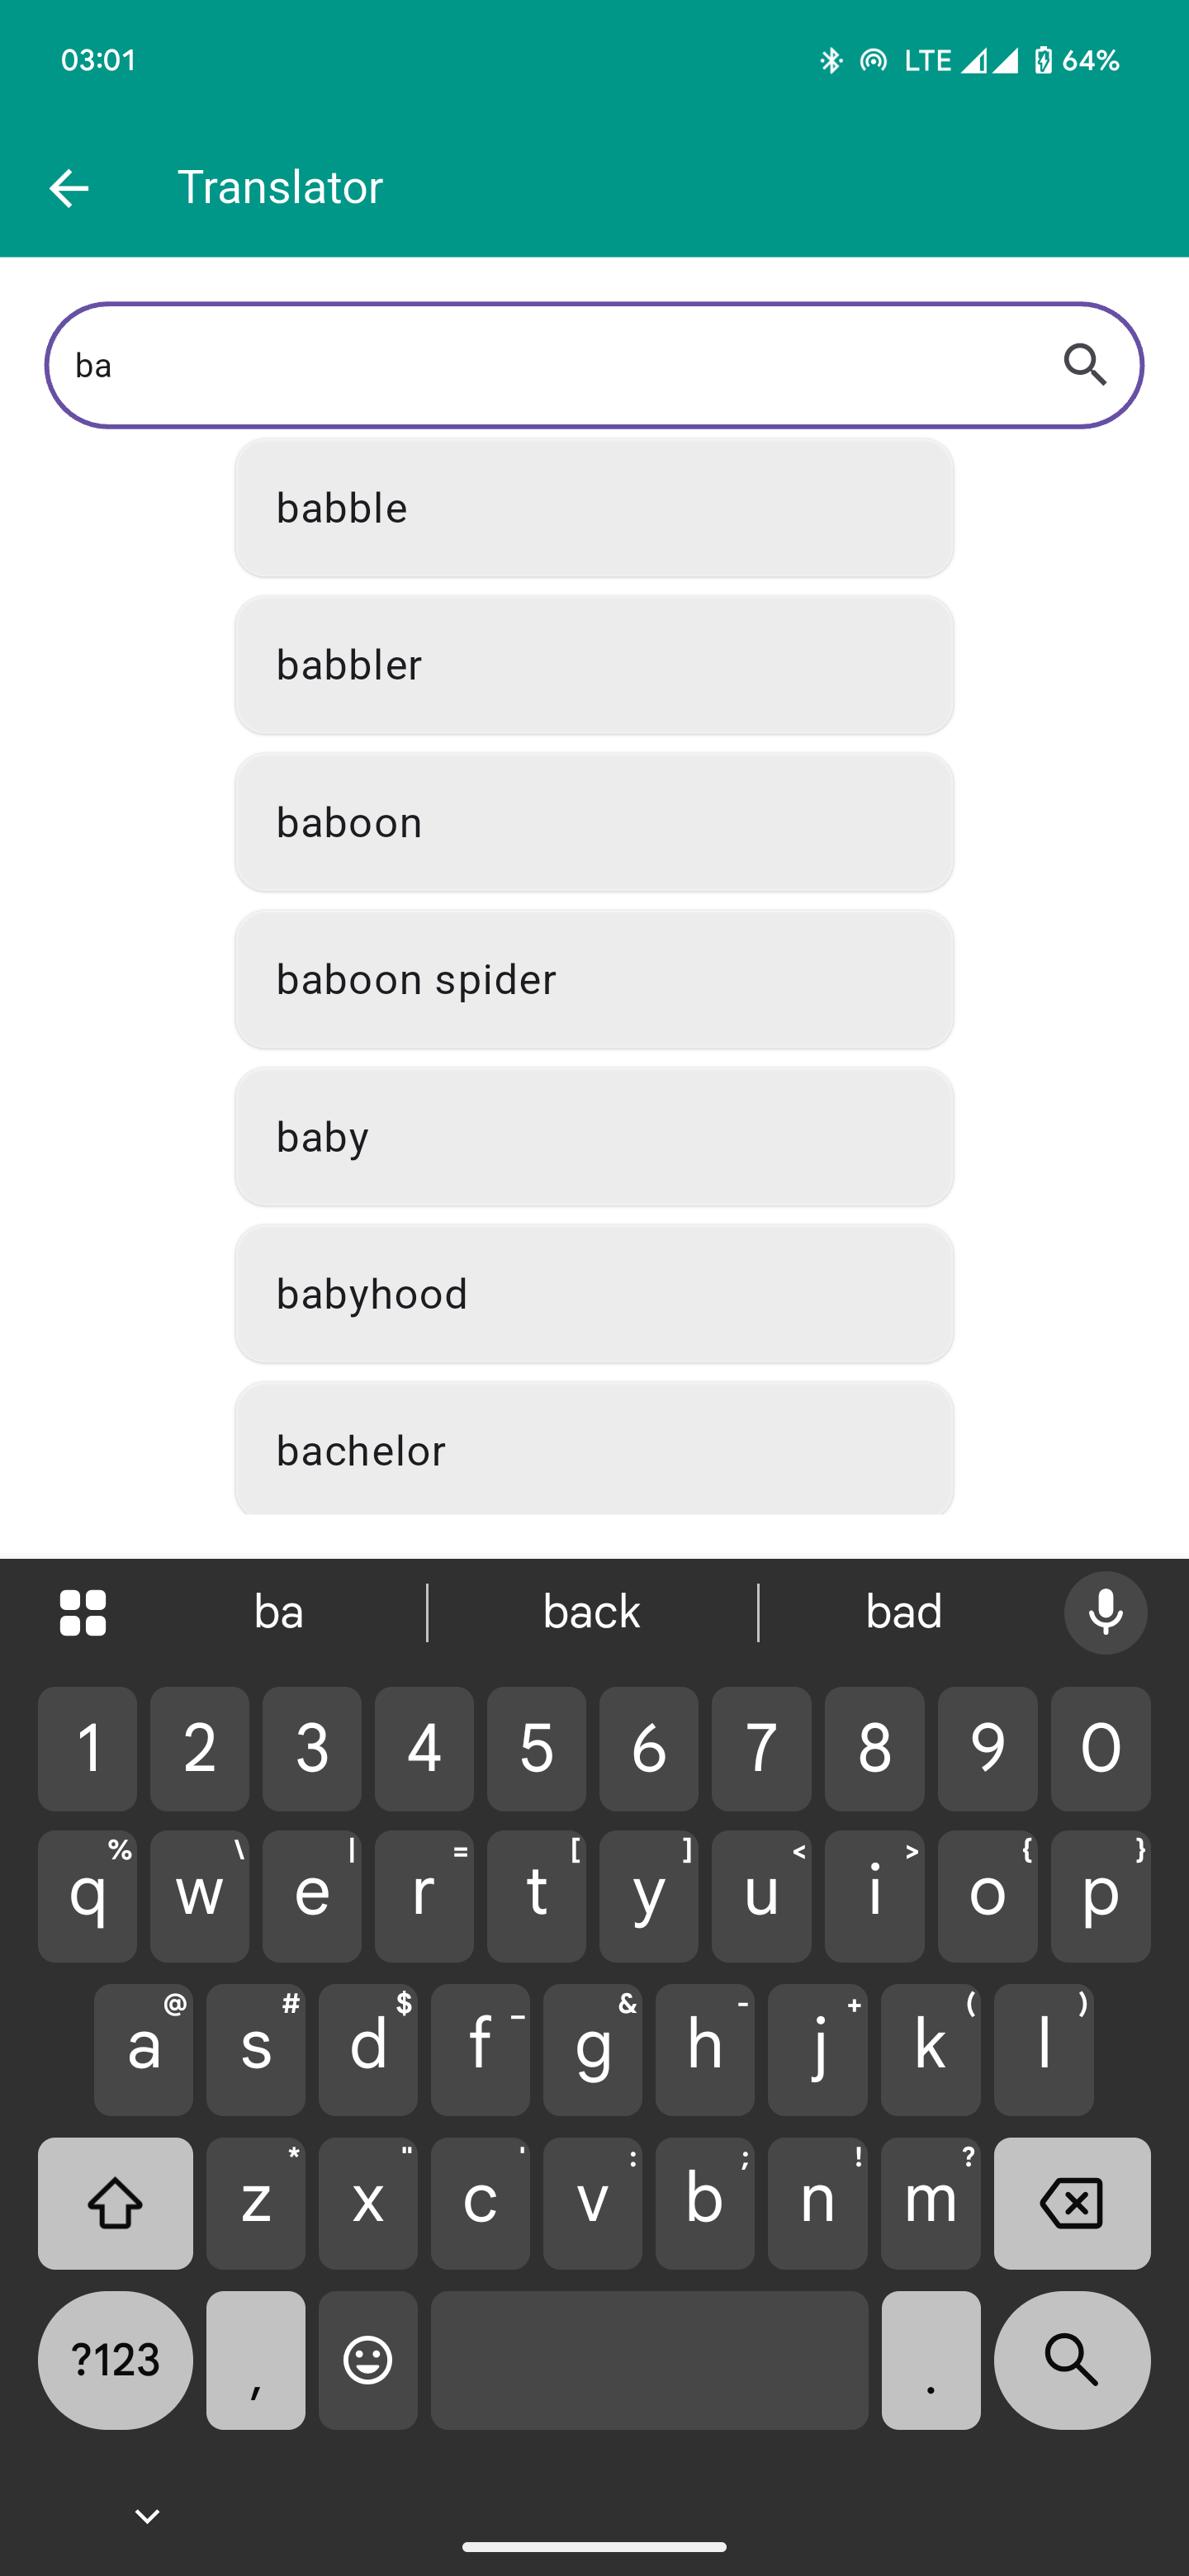 03:01 LTE 64%
Translator
ba
babble
babbler
baboon
baboon spider
baby
babyhood
bachelor
ba back bad
1 2 3 4 5 6 7 8 9 0
% \ | = [ ] < > { }
q w e r t y u i o p
@ # $ _ & - + ( )
a s d f g h j k l
* " ' : ; ! ?
z x c v b n m
?123 , .